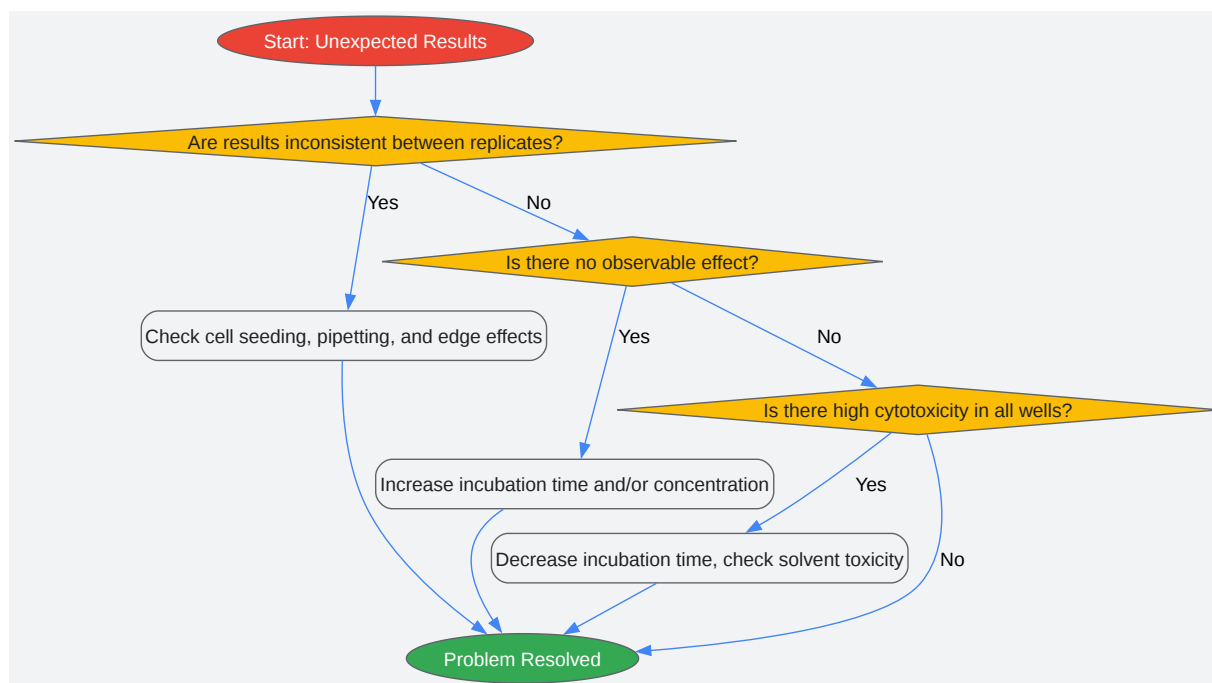 Start: Unexpected Results
Are results inconsistent between replicates?
Yes
No
Is there no observable effect?
Check cell seeding, pipetting, and edge effects
Yes
No
Is there high cytotoxicity in all wells?
Increase incubation time and/or concentration
Yes
Decrease incubation time, check solvent toxicity
No
Problem Resolved